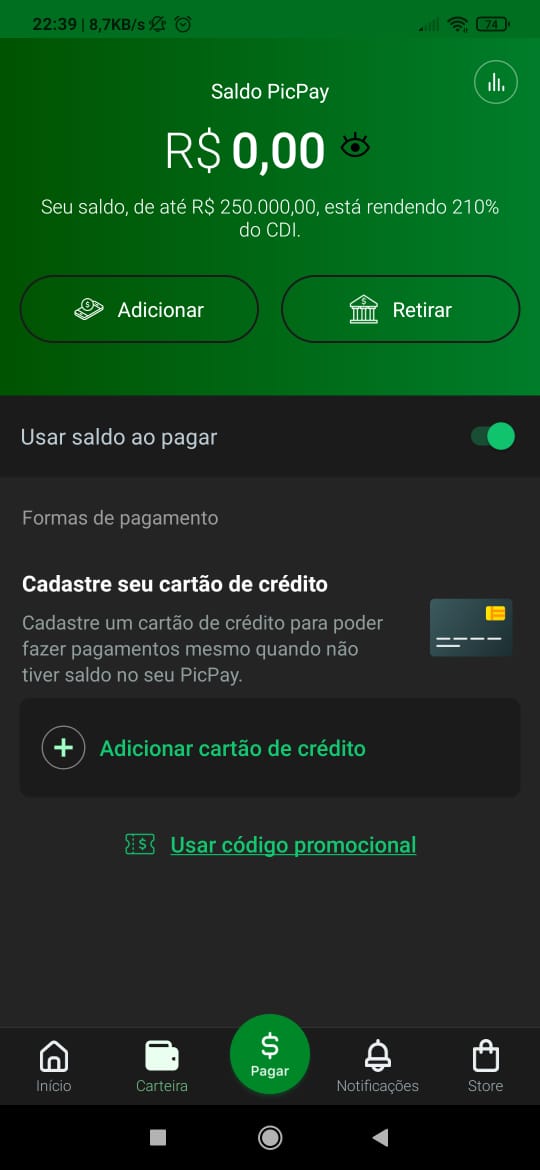 22:39 | 8,7KB/s
74
Saldo PicPay
R$ 0,00
Seu saldo, de até R$ 250.000,00, está rendendo 210%
do CDI.
Adicionar
Retirar
Usar saldo ao pagar
Formas de pagamento
Cadastre seu cartão de crédito
Cadastre um cartão de crédito para poder
fazer pagamentos mesmo quando não
tiver saldo no seu PicPay.
Adicionar cartão de crédito
Usar código promocional
Início
Carteira
Pagar
Notificações
Store